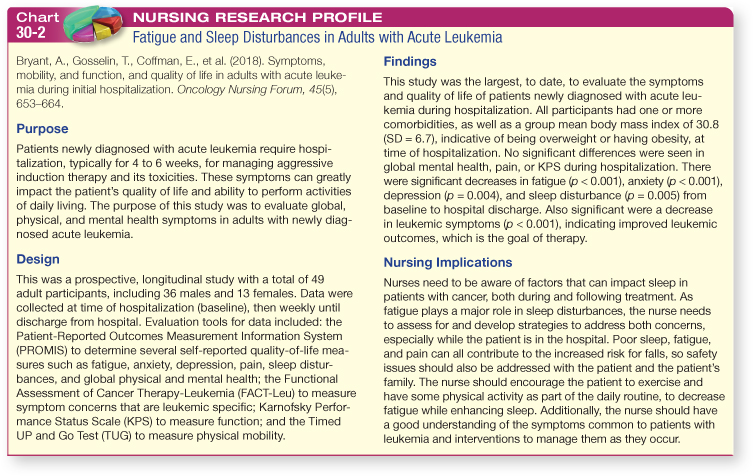 Chart
30-2
NURSING RESEARCH PROFILE
Fatigue and Sleep Disturbances in Adults with Acute Leukemia
Bryant, A., Gosselin, T., Coffman, E., et al. (2018). Symptoms,
mobility, and function, and quality of life in adults with acute leuke-
mia during initial hospitalization. Oncology Nursing Forum, 45(5),
653–664.
Purpose
Patients newly diagnosed with acute leukemia require hospi-
talization, typically for 4 to 6 weeks, for managing aggressive
induction therapy and its toxicities. These symptoms can greatly
impact the patient's quality of life and ability to perform activities
of daily living. The purpose of this study was to evaluate global,
physical, and mental health symptoms in adults with newly diag-
nosed acute leukemia.
Design
This was a prospective, longitudinal study with a total of 49
adult participants, including 36 males and 13 females. Data were
collected at time of hospitalization (baseline), then weekly until
discharge from hospital. Evaluation tools for data included: the
Patient-Reported Outcomes Measurement Information System
(PROMIS) to determine several self-reported quality-of-life mea-
sures such as fatigue, anxiety, depression, pain, sleep distur-
bances, and global physical and mental health; the Functional
Assessment of Cancer Therapy-Leukemia (FACT-Leu) to measure
symptom concerns that are leukemic specific; Karnofsky Perfor-
mance Status Scale (KPS) to measure function; and the Timed
UP and Go Test (TUG) to measure physical mobility.
Findings
This study was the largest, to date, to evaluate the symptoms
and quality of life of patients newly diagnosed with acute leu-
kemia during hospitalization. All participants had one or more
comorbidities, as well as a group mean body mass index of 30.8
(SD = 6.7), indicative of being overweight or having obesity, at
time of hospitalization. No significant differences were seen in
global mental health, pain, or KPS during hospitalization. There
were significant decreases in fatigue (p < 0.001), anxiety (p < 0.001),
depression (p = 0.004), and sleep disturbance (p = 0.005) from
baseline to hospital discharge. Also significant were a decrease
in leukemic symptoms (p < 0.001), indicating improved leukemic
outcomes, which is the goal of therapy.
Nursing Implications
Nurses need to be aware of factors that can impact sleep in
patients with cancer, both during and following treatment. As
fatigue plays a major role in sleep disturbances, the nurse needs
to assess for and develop strategies to address both concerns,
especially while the patient is in the hospital. Poor sleep, fatigue,
and pain can all contribute to the increased risk for falls, so safety
issues should also be addressed with the patient and the patient's
family. The nurse should encourage the patient to exercise and
have some physical activity as part of the daily routine, to decrease
fatigue while enhancing sleep. Additionally, the nurse should have
a good understanding of the symptoms common to patients with
leukemia and interventions to manage them as they occur.